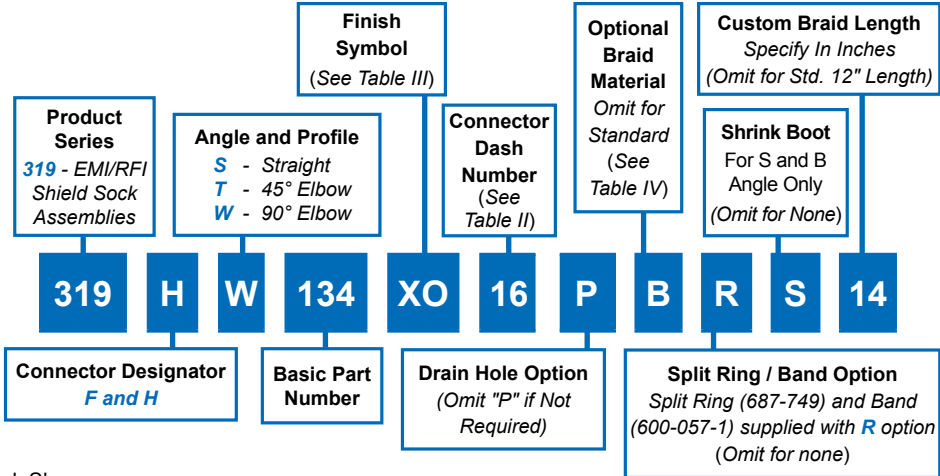 Finish
Symbol
(See Table III)
Optional
Braid
Material
Omit for
Standard
(See
Table IV)
Custom Braid Length
Specify In Inches
(Omit for Std. 12" Length)
Product
Series
319 - EMI/RFI
Shield Sock
Assemblies
Angle and Profile
S - Straight
T - 45° Elbow
W - 90° Elbow
Connector
Dash
Number
(See
Table II)
Shrink Boot
For S and B
Angle Only
(Omit for None)
319 H W 134 XO 16 P B R S 14
Connector Designator
F and H
Basic Part
Number
Drain Hole Option
(Omit "P" if Not
Required)
Split Ring / Band Option
Split Ring (687-749) and Band
(600-057-1) supplied with R option
(Omit for none)